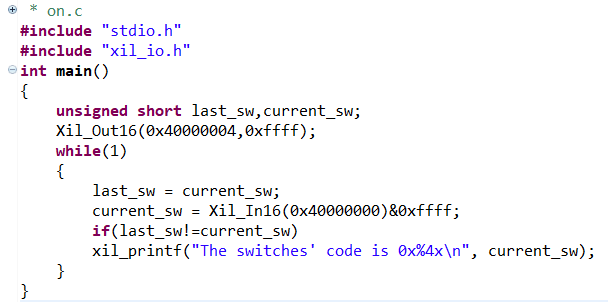 * on.c
#include "stdio.h"
#include "xil_io.h"
int main()
{
    unsigned short last_sw,current_sw;
    Xil_Out16(0x40000004,0xffff);
    while(1)
    {
        last_sw = current_sw;
        current_sw = Xil_In16(0x40000000)&0xffff;
        if(last_sw!=current_sw)
        xil_printf("The switches' code is 0x%4x\n", current_sw);
    }
}